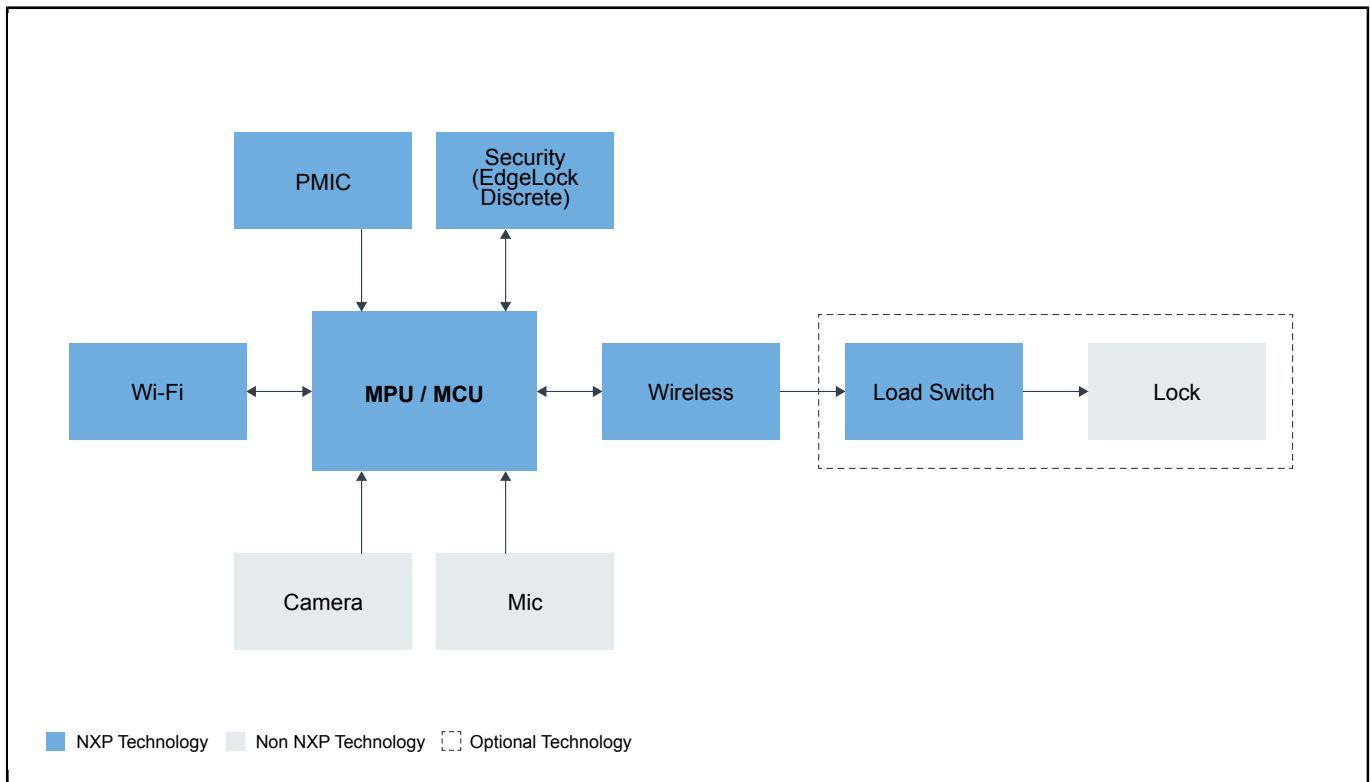 PMIC
Security
(EdgeLock
Discrete)
Wi-Fi
MPU / MCU
Wireless
Load Switch
Lock
Camera
Mic
NXP Technology
Non NXP Technology
Optional Technology